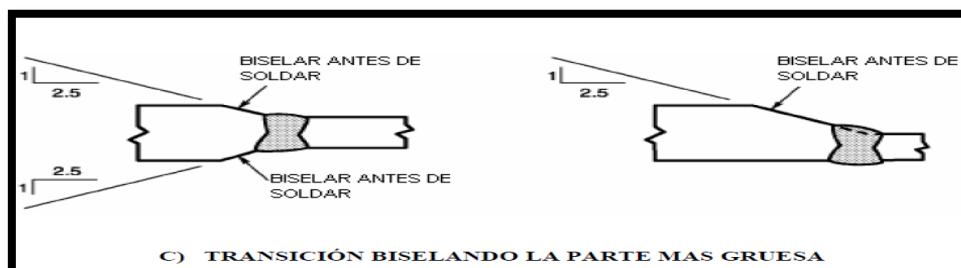 BISELAR ANTES DE
SOLDAR
1
2.5
2.5
1
BISELAR ANTES DE
SOLDAR
BISELAR ANTES DE
SOLDAR
1
2.5
C) TRANSICIÓN BISELANDO LA PARTE MAS GRUESA